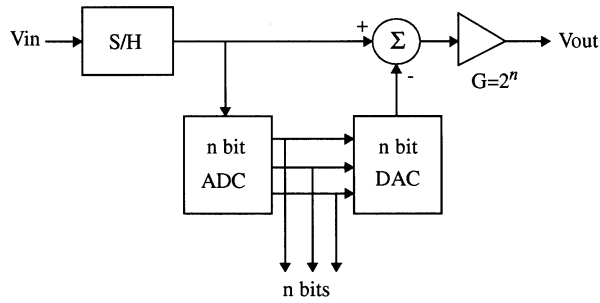 Vin
S/H
+
Σ
-
G=2^n
Vout
n bit
ADC
n bit
DAC
n bits